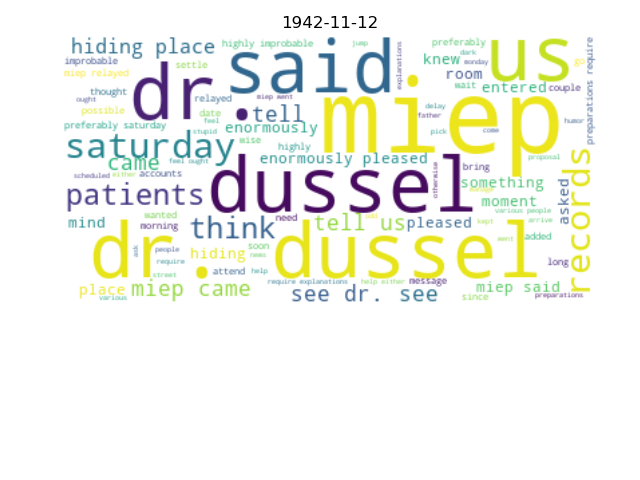 1942-11-12
hiding place
highly improbable
jump
explanations
preferably
us
improbable
miep relayed
settle
dr.
said
knew
dark
monday
go
preparations require
thought
ought
relayed
room
wait
entered
couple
possible
date
tell
miep
delay
father
humor
preferably saturday
feel
stupid
enormously
wise
pick
come
saturday
highly
came
feel ought
enormously pleased
proposal
scheduled
either
accounts
dussel
otherwise
bring
something
patients
moment
asked
records
mind
wanted
morning
think
need
tell us
pleased
kept
various people
arrive
added
dr. dussel
ask
people
require
hiding
soon
news
went
long
street
attend
help
place
various
miep came
require explanations
help either
message
see dr. see
since
miep said
preparations
miep went